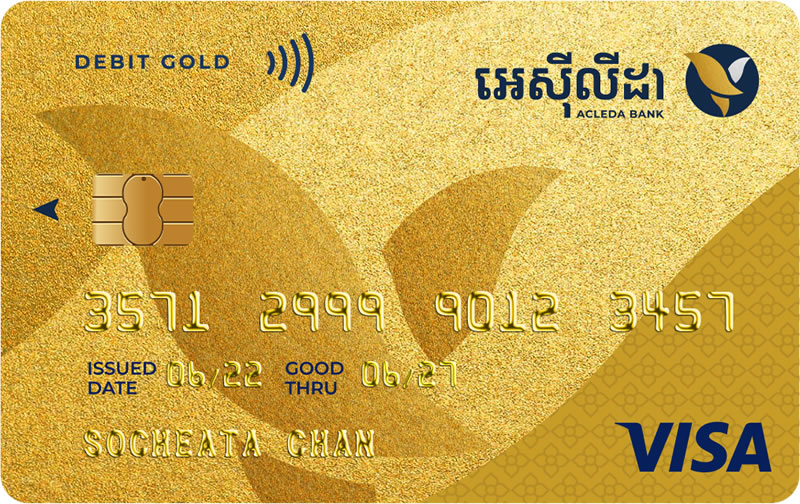 DEBIT GOLD
អេស៊ីលីដា
ACLEDA BANK
3571 2999 9012 3457
ISSUED DATE 06/22 GOOD THRU 06/27
SOCHEATA CHAN
VISA